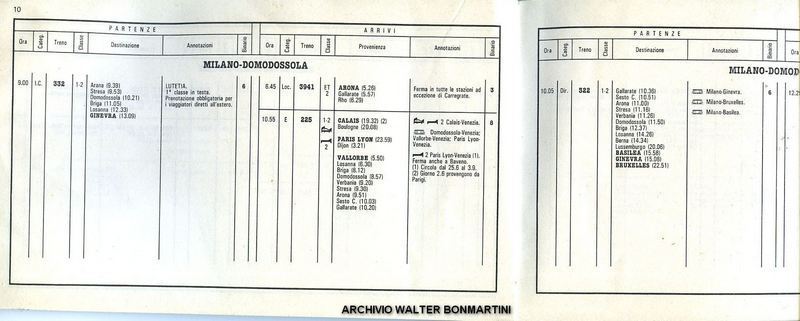 10
PARTENZE
ARRIVI
Ora Categ. Treno Classe Destinazione Annotazioni Binario Ora Categ. Treno Classe Provenienza Annotazioni Binario
MILANO-DOMODOSSOLA
9.00 I.C. 332 1-2 Arona (9.39)
Stresa (9.53)
Domodossola (10.21)
Briga (11.05)
Losanna (12.33)
GINEVRA (13.09)
LUTETIA.
1ª classe in testa.
Prenotazione obbligatoria per
i viaggiatori diretti all'estero.
6
6.45 Loc. 3941 ET
2
ARONA (5.26)
Gallarate (5.57)
Rho (6.29)
Ferma in tutte le stazioni ad
eccezione di Canegrate.
3
10.55 E 225 1-2
2
CALAIS (19.32) (2)
Boulogne (20.08)
PARIS LYON (23.59)
Dijon (3.21)
VALLORBE (5.50)
Losanna (6.30)
Briga (8.12)
Domodossola (8.57)
Verbania (9.20)
Stresa (9.36)
Arona (9.51)
Sesto C. (10.03)
Gallarate (10.20)
2 Calais-Venezia.
Domodossola-Venezia;
Vallorbe-Venezia; Paris Lyon-
Venezia.
2 Paris Lyon-Venezia (1).
Ferma anche a Baveno.
(1) Circola dal 25.6 al 3.9.
(2) Giorno 2.6 provengono da
Parigi.
6
PARTENZE
Ora Categ. Treno Classe Destinazione Annotazioni Binario Ora
MILANO-DOMOD
10.05 Dir. 322 1-2 Gallarate (10.36)
Sesto C. (10.51)
Arona (11.00)
Stresa (11.16)
Verbania (11.26)
Domodossola (11.50)
Briga (12.37)
Losanna (14.26)
Berna (14.34)
Lussemburgo (20.06)
BASILEA (15.58)
GINEVRA (15.06)
BRUXELLES (22.51)
Milano-Ginevra.
Milano-Bruxelles.
Milano-Basilea.
6
ARCHIVIO WALTER BONMARTINI